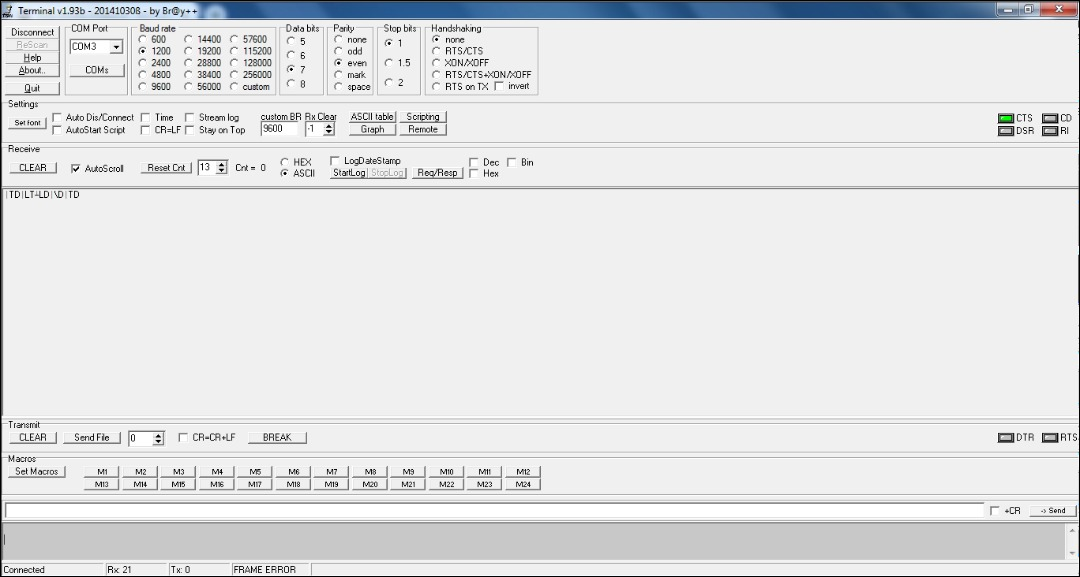 Terminal v1.93b - 20141030ß - by Br@y++
Disconnect
ReScan
Help
About..
Quit
COM Port
COM3
COMs
Baud rate
600 14400 57600
1200 19200 115200
2400 28800 128000
4800 38400 256000
9600 56000 custom
Data bits
5
6
7
8
Parity
none
odd
even
mark
space
Stop bits
1
1.5
2
Handshaking
none
RTS/CTS
XON/XOFF
RTS/CTS+XON/XOFF
RTS on TX invert
Settings
Set font
Auto Dis/Connect Time Stream log
AutoStart Script CR=LF Stay on Top
custom BR Rx Clear
9600 -1
ASCII table Scripting
Graph Remote
CTS CD
DSR RI
Receive
CLEAR AutoScroll Reset Cnt 13 Cnt = 0
HEX
ASCII
LogDateStamp
StartLog StopLog Req/Resp
Dec Bin
Hex
|TD|LT┴LD|\D|TD
Transmit
CLEAR Send File 0 CR=CR+LF BREAK DTR RTS
Macros
Set Macros
M1 M2 M3 M4 M5 M6 M7 M8 M9 M10 M11 M12
M13 M14 M15 M16 M17 M18 M19 M20 M21 M22 M23 M24
+CR -> Send
Connected Rx: 21 Tx: 0 FRAME ERROR